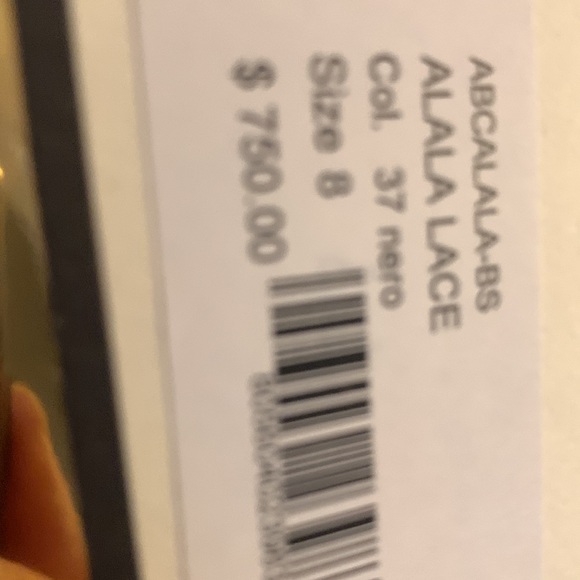 ABCALALA-BS
ALALA LACE
Col. 37 nero
Size 8
$ 750.00